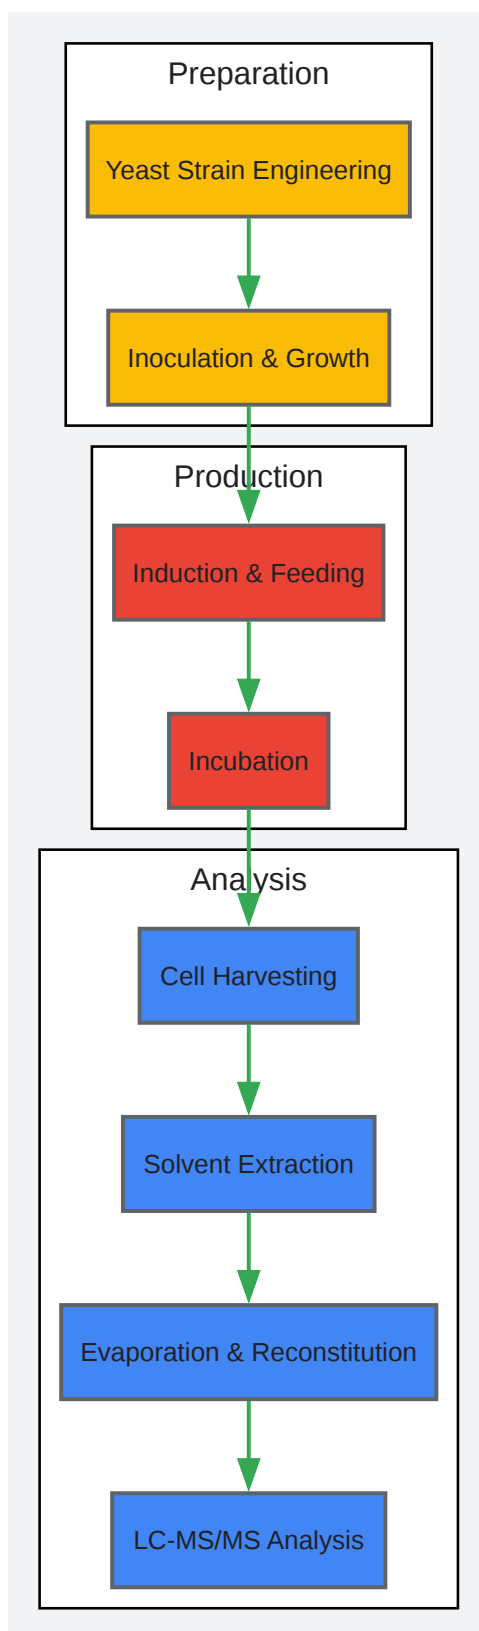 Preparation
Yeast Strain Engineering
Inoculation & Growth
Production
Induction & Feeding
Incubation
Analysis
Cell Harvesting
Solvent Extraction
Evaporation & Reconstitution
LC-MS/MS Analysis